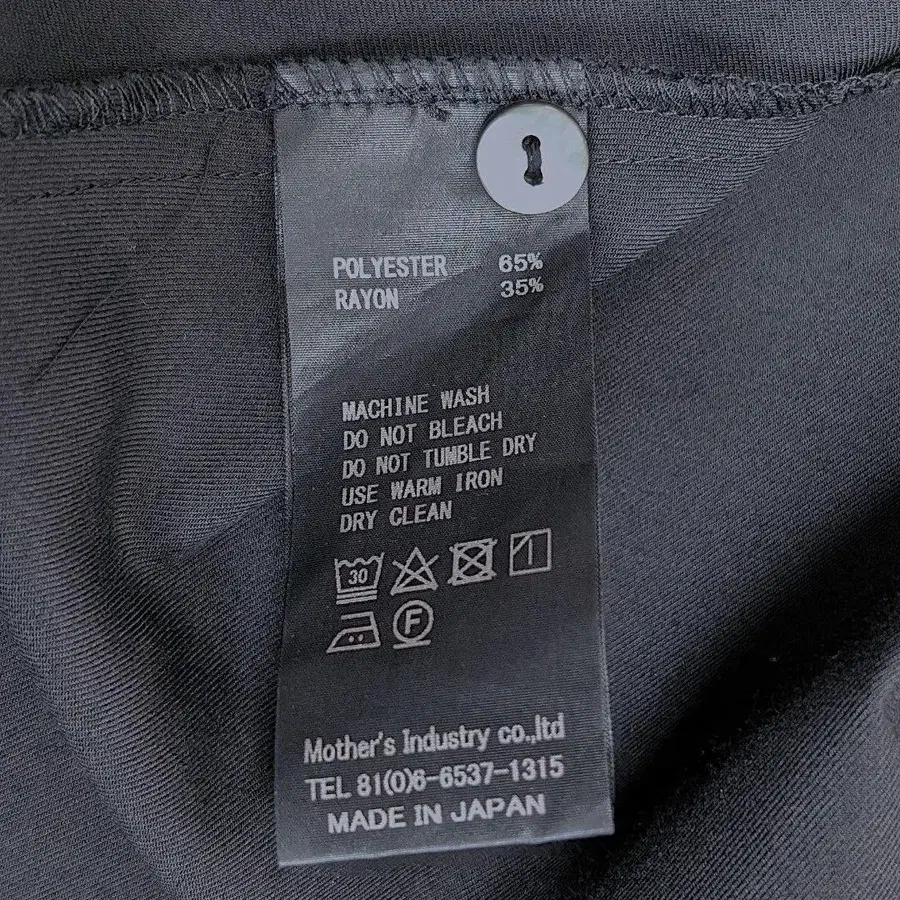 POLYESTER 65%
RAYON 35%
MACHINE WASH
DO NOT BLEACH
DO NOT TUMBLE DRY
USE WARM IRON
DRY CLEAN
30
F
Mother's Industry co.,ltd
TEL 81(0)6-6537-1315
MADE IN JAPAN